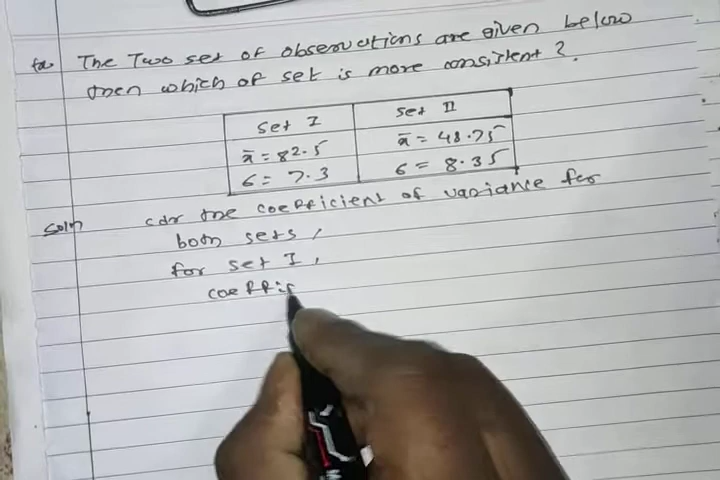 The Two set of observations are given below
then which of set is more consistent ?
Set I Set II
x̄ = 82.5 x̄ = 48.75
σ = 7.3 σ = 8.35
Soln the coefficient of variance for
both sets,
for set I,
coeffic